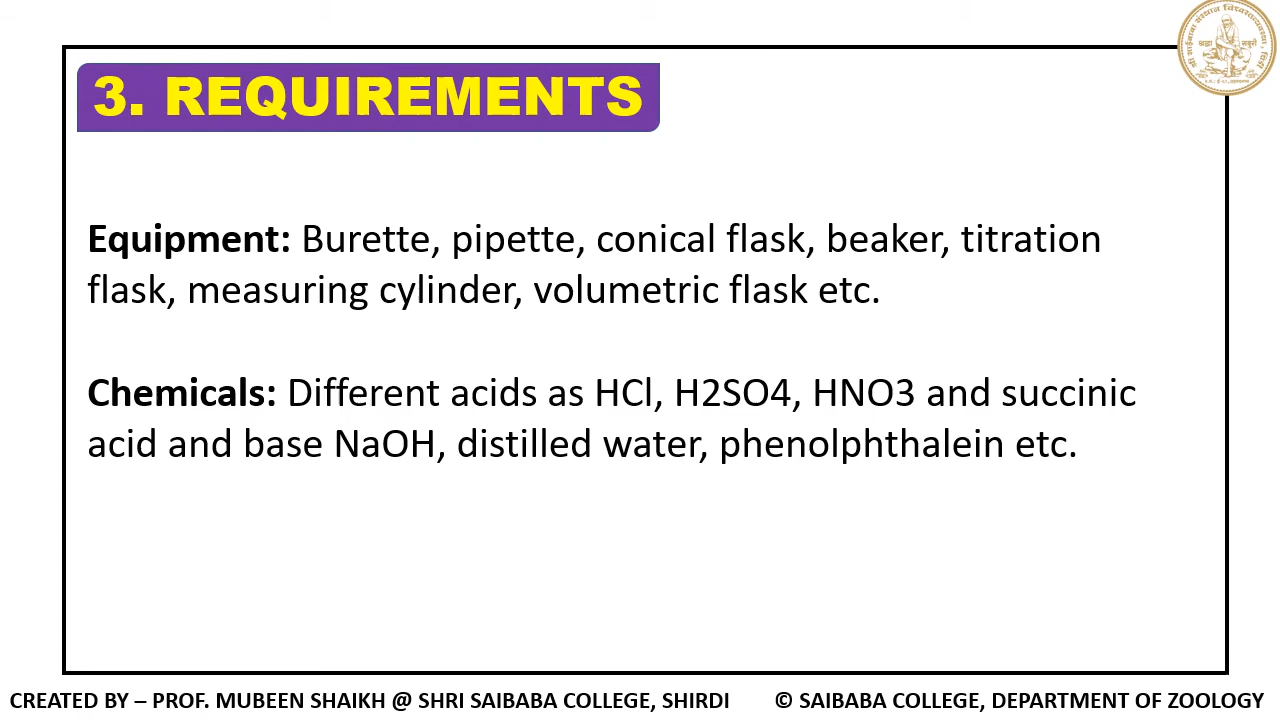 3. REQUIREMENTS
Equipment: Burette, pipette, conical flask, beaker, titration
flask, measuring cylinder, volumetric flask etc.
Chemicals: Different acids as HCl, H2SO4, HNO3 and succinic
acid and base NaOH, distilled water, phenolphthalein etc.
CREATED BY – PROF. MUBEEN SHAIKH @ SHRI SAIBABA COLLEGE, SHIRDI
© SAIBABA COLLEGE, DEPARTMENT OF ZOOLOGY
श्रद्धा
सबुरी